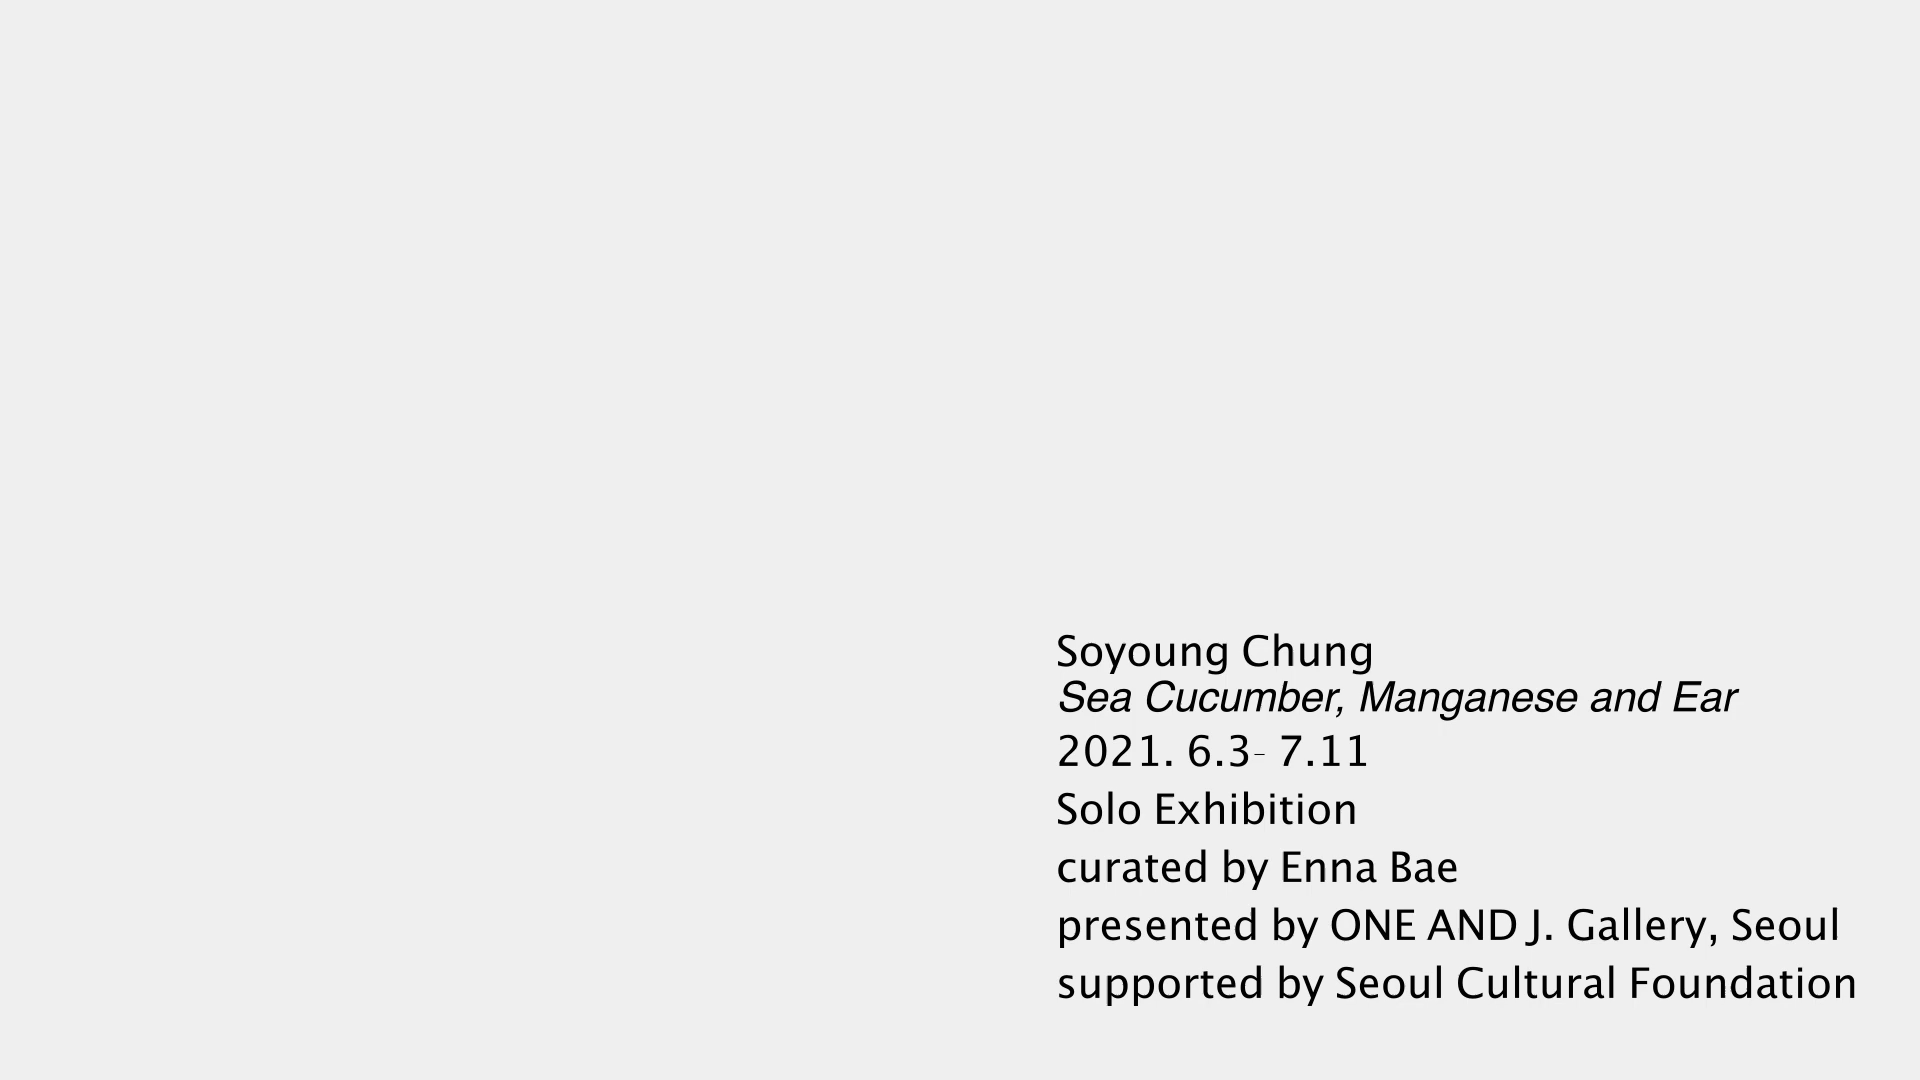 Soyoung Chung
Sea Cucumber, Manganese and Ear
2021. 6.3- 7.11
Solo Exhibition
curated by Enna Bae
presented by ONE AND J. Gallery, Seoul
supported by Seoul Cultural Foundation